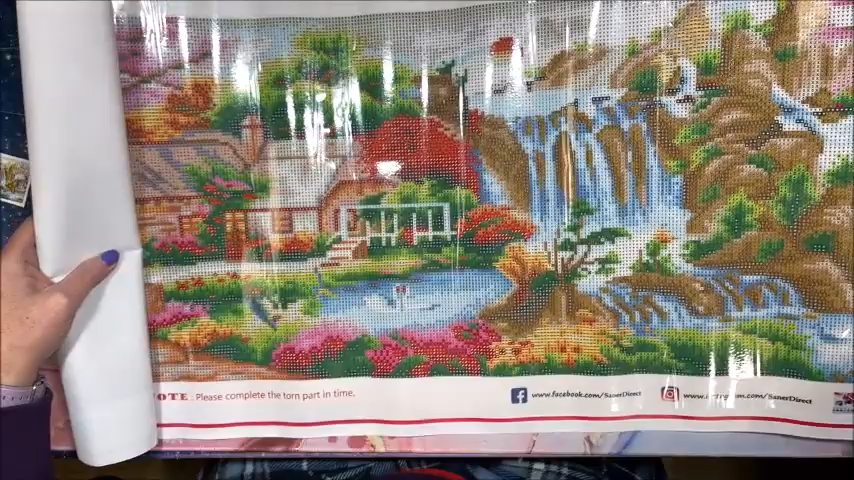 OTE : Please complete the torn part in time. www.facebook.com/SanerDirect www.instagram.com/SanerDirect